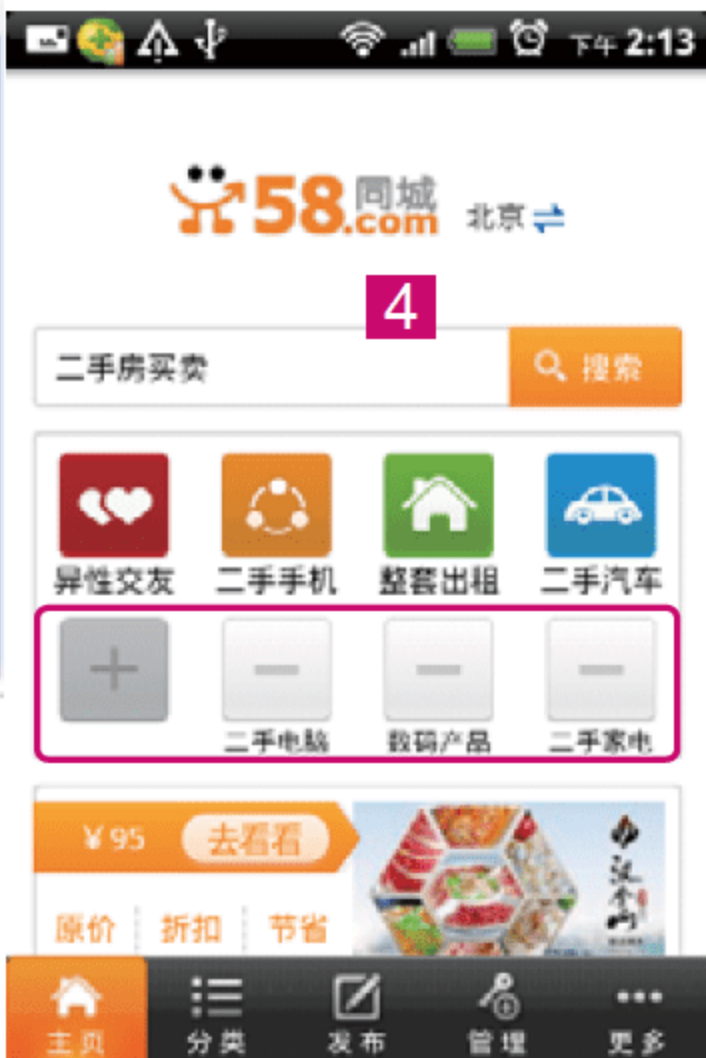 下午 2:13
58同城.com 北京
4
二手房买卖 搜索
异性交友 二手手机 整套出租 二手汽车
二手电脑 数码产品 二手家电
¥95 去看看
原价 折扣 节省
主页 分类 发布 管理 更多